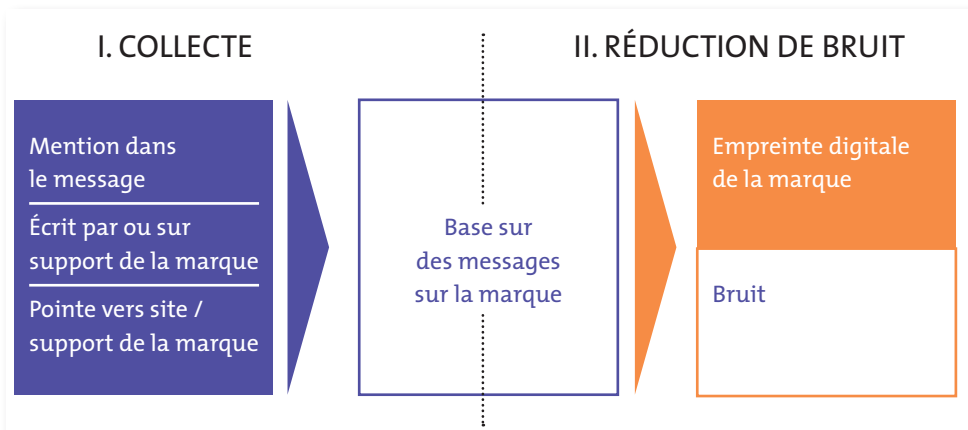 I. COLLECTE
II. RÉDUCTION DE BRUIT
Mention dans
le message
Écrit par ou sur
support de la marque
Pointe vers site /
support de la marque
Base sur
des messages
sur la marque
Empreinte digitale
de la marque
Bruit